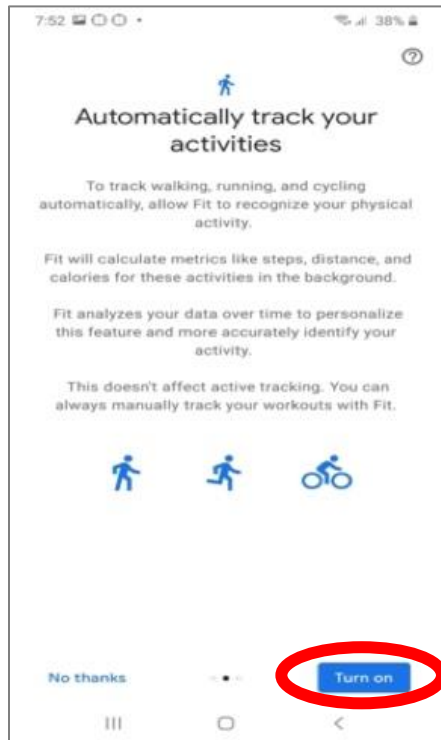 7:52
38%
Automatically track your
activities
To track walking, running, and cycling
automatically, allow Fit to recognize your physical
activity.
Fit will calculate metrics like steps, distance, and
calories for these activities in the background.
Fit analyzes your data over time to personalize
this feature and more accurately identify your
activity.
This doesn't affect active tracking. You can
always manually track your workouts with Fit.
No thanks
Turn on